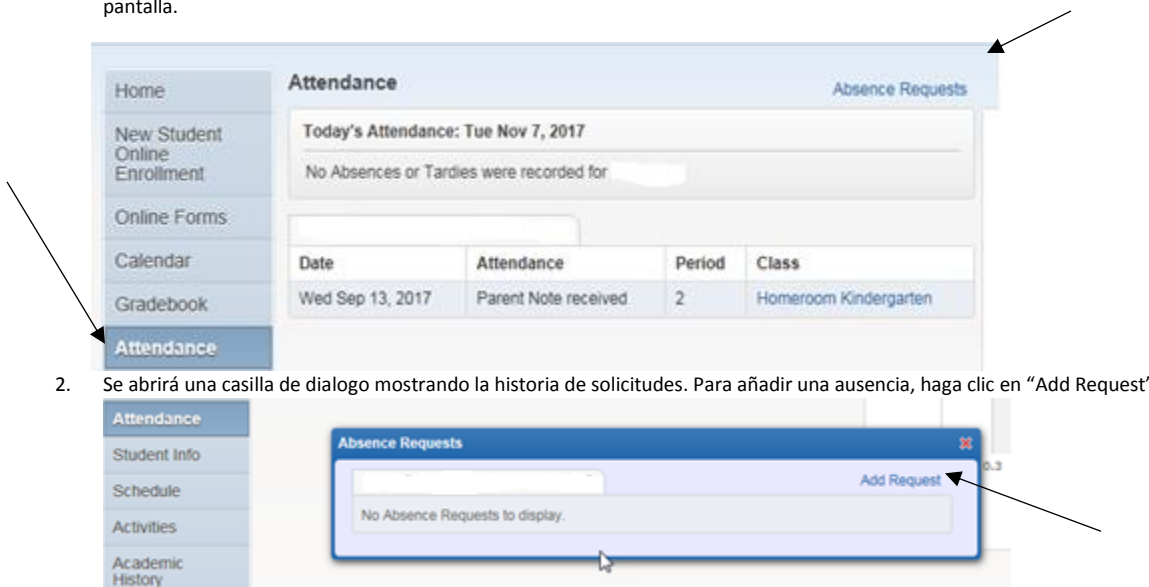 pantalla.
Home
Attendance
Absence Requests
New Student
Online
Enrollment
Today's Attendance: Tue Nov 7, 2017
No Absences or Tardies were recorded for
Online Forms
Calendar
Date Attendance Period Class
Gradebook
Wed Sep 13, 2017 Parent Note received 2 Homeroom Kindergarten
Attendance
2. Se abrirá una casilla de dialogo mostrando la historia de solicitudes. Para añadir una ausencia, haga clic en “Add Request”
Attendance
Absence Requests
Student Info
0.3
Add Request
Schedule
No Absence Requests to display.
Activities
Academic
History